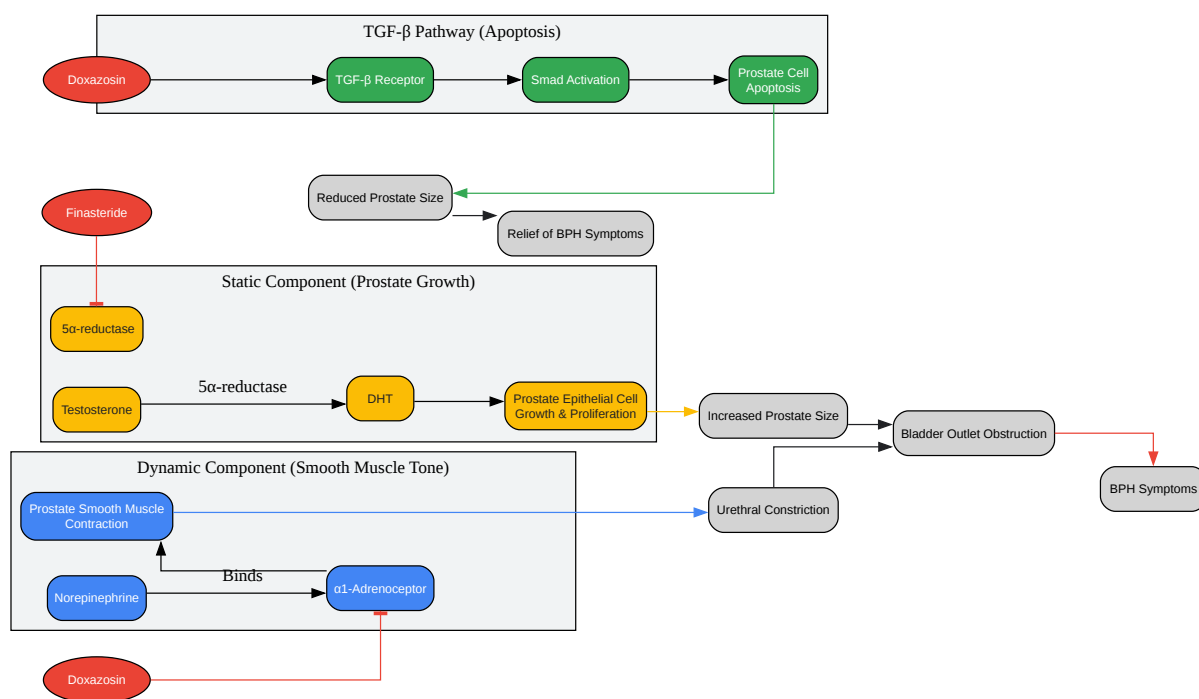 TGF-β Pathway (Apoptosis)
Doxazosin
TGF-β Receptor
Smad Activation
Prostate Cell
Apoptosis
Reduced Prostate Size
Relief of BPH Symptoms
Finasteride
Static Component (Prostate Growth)
5α-reductase
Testosterone
5α-reductase
DHT
Prostate Epithelial Cell
Growth & Proliferation
Increased Prostate Size
Bladder Outlet Obstruction
BPH Symptoms
Dynamic Component (Smooth Muscle Tone)
Prostate Smooth Muscle
Contraction
Urethral Constriction
Norepinephrine
Binds
α1-Adrenoceptor
Doxazosin